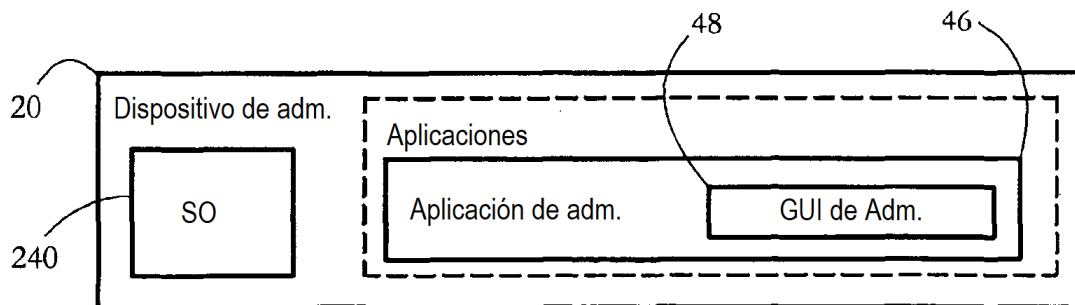 48
46
20
Dispositivo de adm.
Aplicaciones
SO
Aplicación de adm.
GUI de Adm.
240